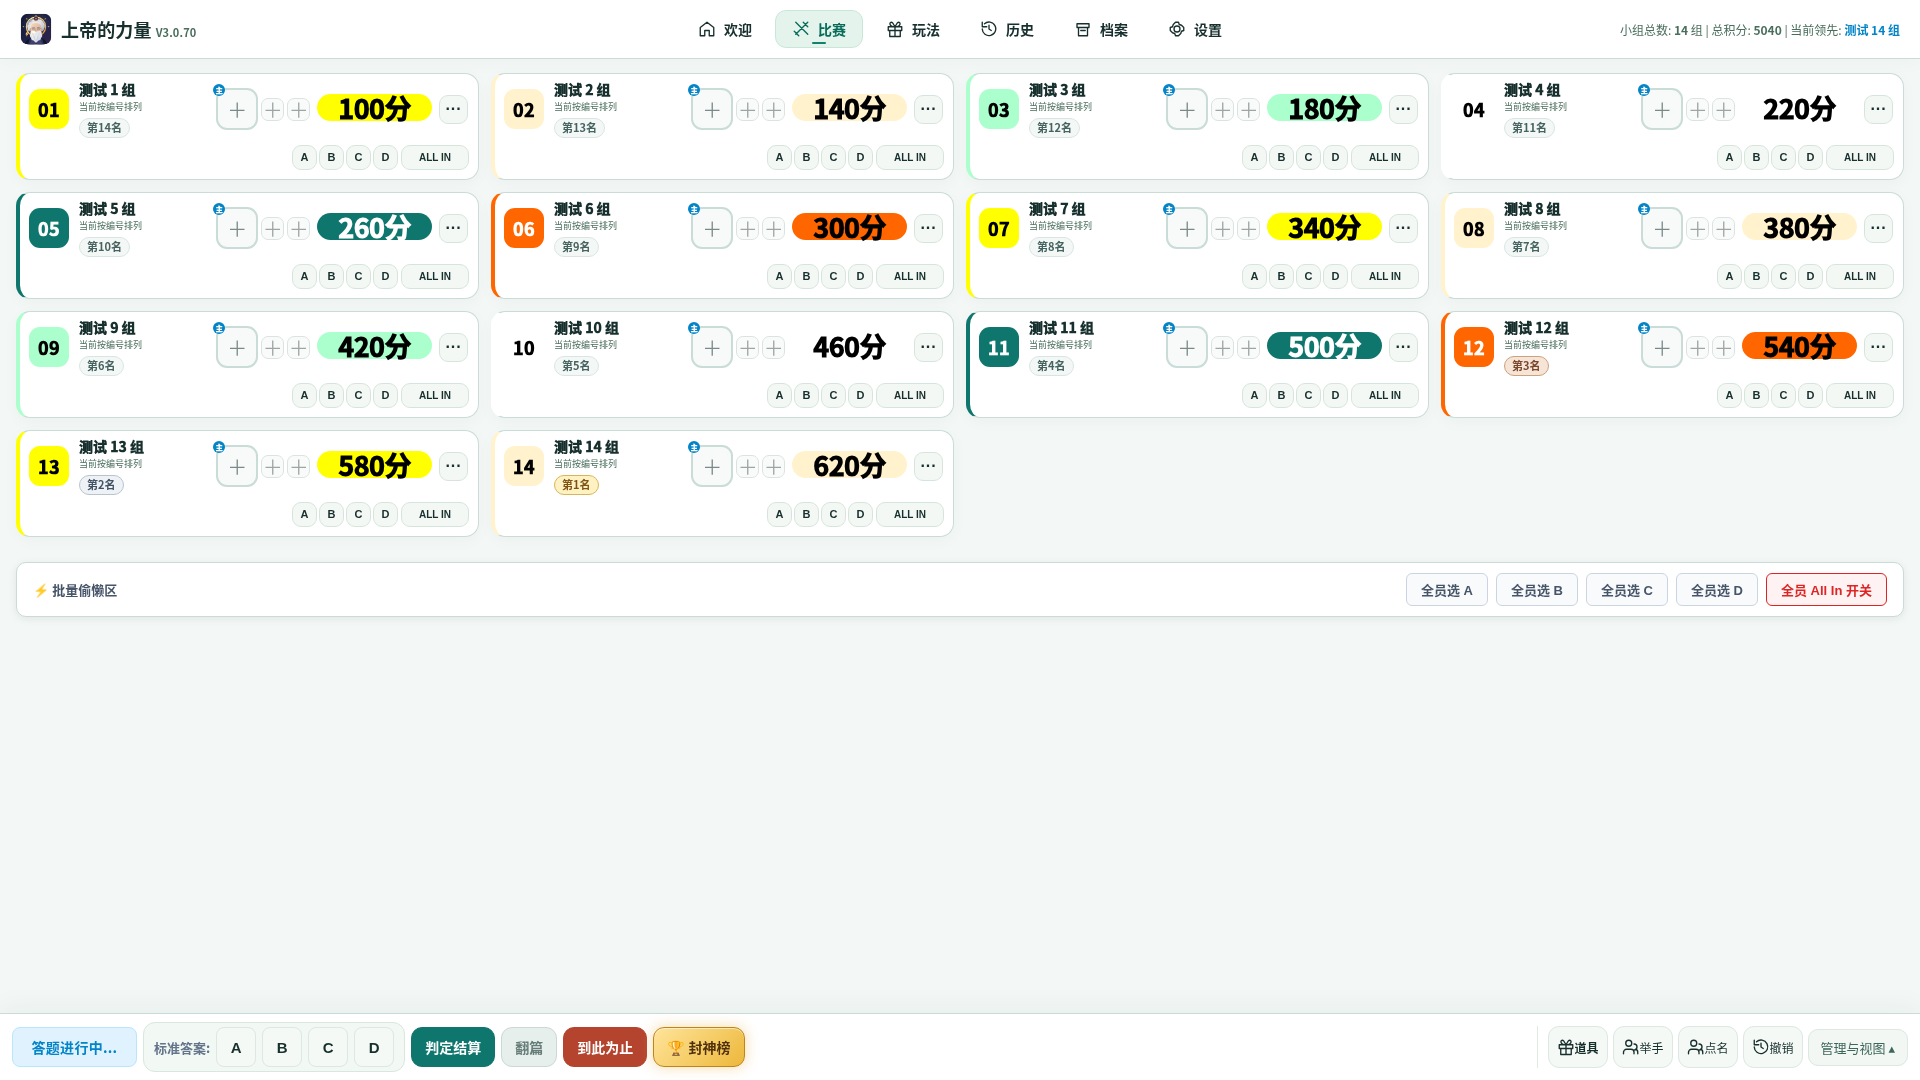 上帝的力量 V3.0.70
欢迎
比赛
玩法
历史
档案
设置
小组总数: 14 组 | 总积分: 5040 | 当前领先: 测试 14 组
01 测试 1 组 主 100分 ···
当前按编号排列
第14名
A B C D ALL IN
02 测试 2 组 主 140分 ···
当前按编号排列
第13名
A B C D ALL IN
03 测试 3 组 主 180分 ···
当前按编号排列
第12名
A B C D ALL IN
04 测试 4 组 主 220分 ···
当前按编号排列
第11名
A B C D ALL IN
05 测试 5 组 主 260分 ···
当前按编号排列
第10名
A B C D ALL IN
06 测试 6 组 主 300分 ···
当前按编号排列
第9名
A B C D ALL IN
07 测试 7 组 主 340分 ···
当前按编号排列
第8名
A B C D ALL IN
08 测试 8 组 主 380分 ···
当前按编号排列
第7名
A B C D ALL IN
09 测试 9 组 主 420分 ···
当前按编号排列
第6名
A B C D ALL IN
10 测试 10 组 主 460分 ···
当前按编号排列
第5名
A B C D ALL IN
11 测试 11 组 主 500分 ···
当前按编号排列
第4名
A B C D ALL IN
12 测试 12 组 主 540分 ···
当前按编号排列
第3名
A B C D ALL IN
13 测试 13 组 主 580分 ···
当前按编号排列
第2名
A B C D ALL IN
14 测试 14 组 主 620分 ···
当前按编号排列
第1名
A B C D ALL IN
⚡ 批量偷懒区
全员选 A
全员选 B
全员选 C
全员选 D
全员 All In 开关
答题进行中...
标准答案: A B C D
判定结算
翻篇
到此为止
🏆 封神榜
道具
举手
点名
撤销
管理与视图 ▴